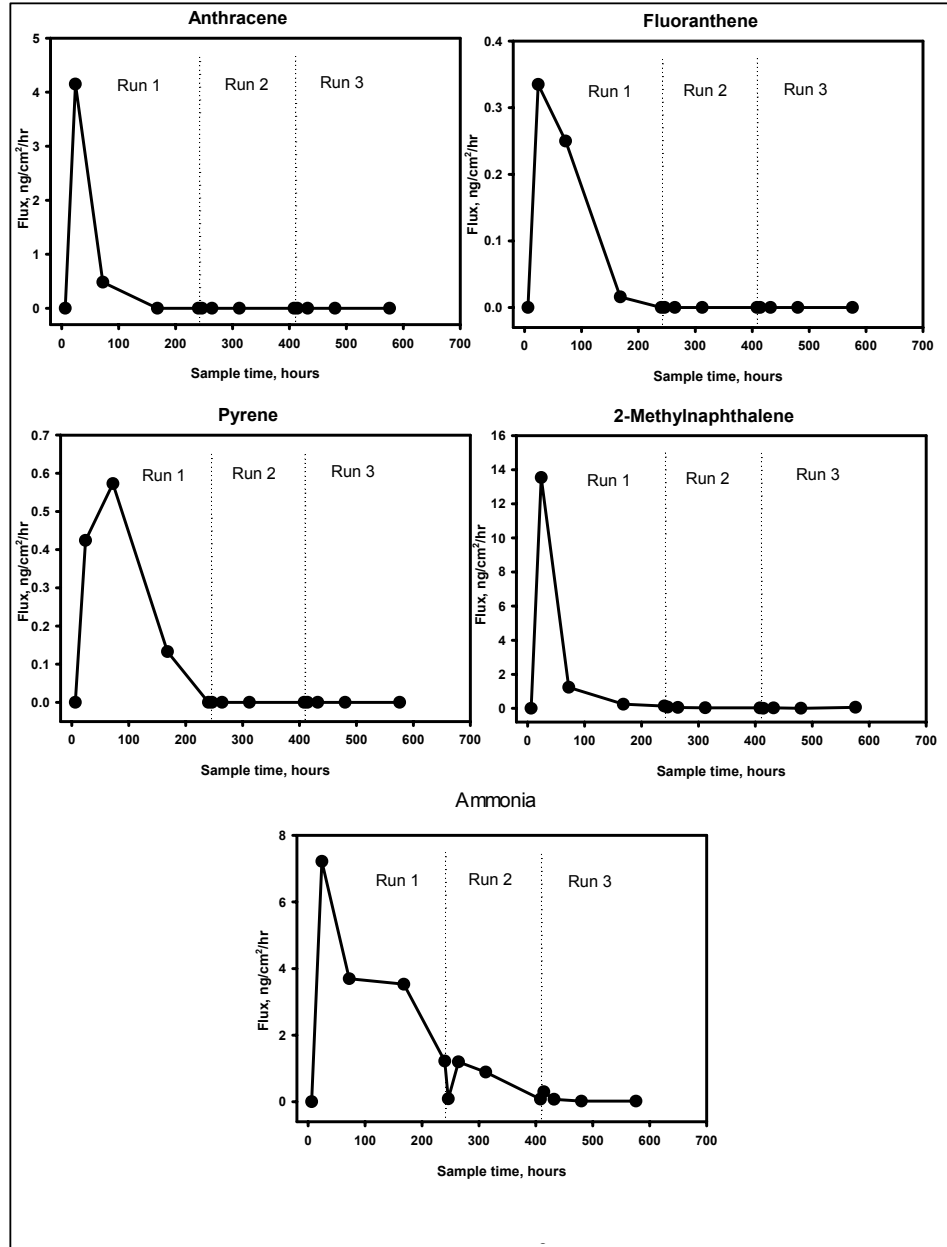 Anthracene
Flux, ng/cm²/hr
5
4
3
2
1
0
Run 1
Run 2
Run 3
0 100 200 300 400 500 600 700
Sample time, hours
Fluoranthene
Flux, ng/cm²/hr
0.4
0.3
0.2
0.1
0.0
Run 1
Run 2
Run 3
0 100 200 300 400 500 600 700
Sample time, hours
Pyrene
Flux, ng/cm²/hr
0.7
0.6
0.5
0.4
0.3
0.2
0.1
0.0
Run 1
Run 2
Run 3
0 100 200 300 400 500 600 700
Sample time, hours
2-Methylnaphthalene
Flux, ng/cm²/hr
16
14
12
10
8
6
4
2
0
Run 1
Run 2
Run 3
0 100 200 300 400 500 600 700
Sample time, hours
Ammonia
Flux, ng/cm²/hr
8
6
4
2
0
Run 1
Run 2
Run 3
0 100 200 300 400 500 600 700
Sample time, hours